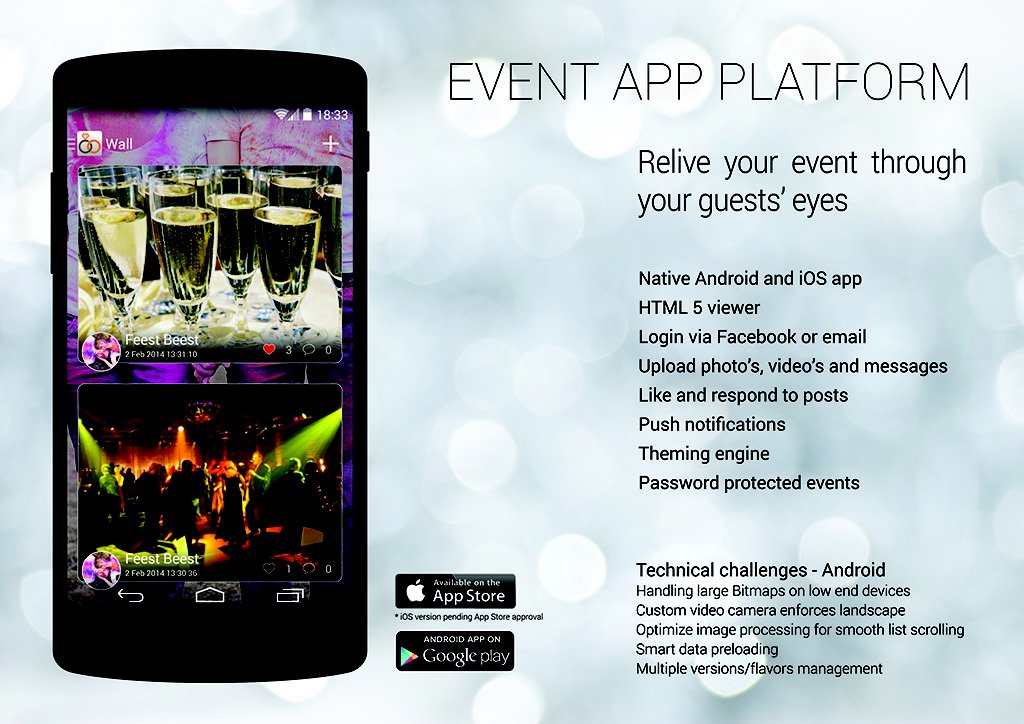 EVENT APP PLATFORM
Relive your event through
your guests' eyes
Native Android and iOS app
HTML 5 viewer
Login via Facebook or email
Upload photo's, video's and messages
Like and respond to posts
Push notifications
Theming engine
Password protected events
Technical challenges - Android
Handling large Bitmaps on low end devices
Custom video camera enforces landscape
Optimize image processing for smooth list scrolling
Smart data preloading
Multiple versions/flavors management
18:33
Wall
Feest Beest
2 Feb 2014 13:31:10
3 0
Feest Beest
2 Feb 2014 13:30:36
1 0
Available on the
App Store
* iOS version pending App Store approval
ANDROID APP ON
Google play